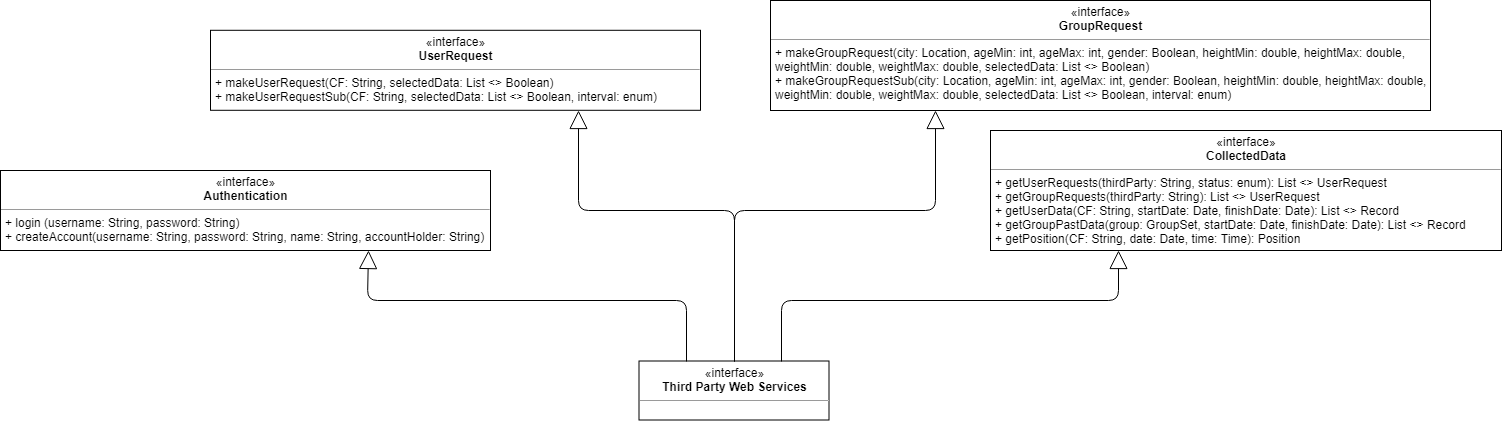 «interface»
UserRequest
+ makeUserRequest(CF: String, selectedData: List <> Boolean)
+ makeUserRequestSub(CF: String, selectedData: List <> Boolean, interval: enum)
«interface»
GroupRequest
+ makeGroupRequest(city: Location, ageMin: int, ageMax: int, gender: Boolean, heightMin: double, heightMax: double,
weightMin: double, weightMax: double, selectedData: List <> Boolean)
+ makeGroupRequestSub(city: Location, ageMin: int, ageMax: int, gender: Boolean, heightMin: double, heightMax: double,
weightMin: double, weightMax: double, selectedData: List <> Boolean, interval: enum)
«interface»
Authentication
+ login (username: String, password: String)
+ createAccount(username: String, password: String, name: String, accountHolder: String)
«interface»
CollectedData
+ getUserRequests(thirdParty: String, status: enum): List <> UserRequest
+ getGroupRequests(thirdParty: String): List <> UserRequest
+ getUserData(CF: String, startDate: Date, finishDate: Date): List <> Record
+ getGroupPastData(group: GroupSet, startDate: Date, finishDate: Date): List <> Record
+ getPosition(CF: String, date: Date, time: Time): Position
«interface»
Third Party Web Services